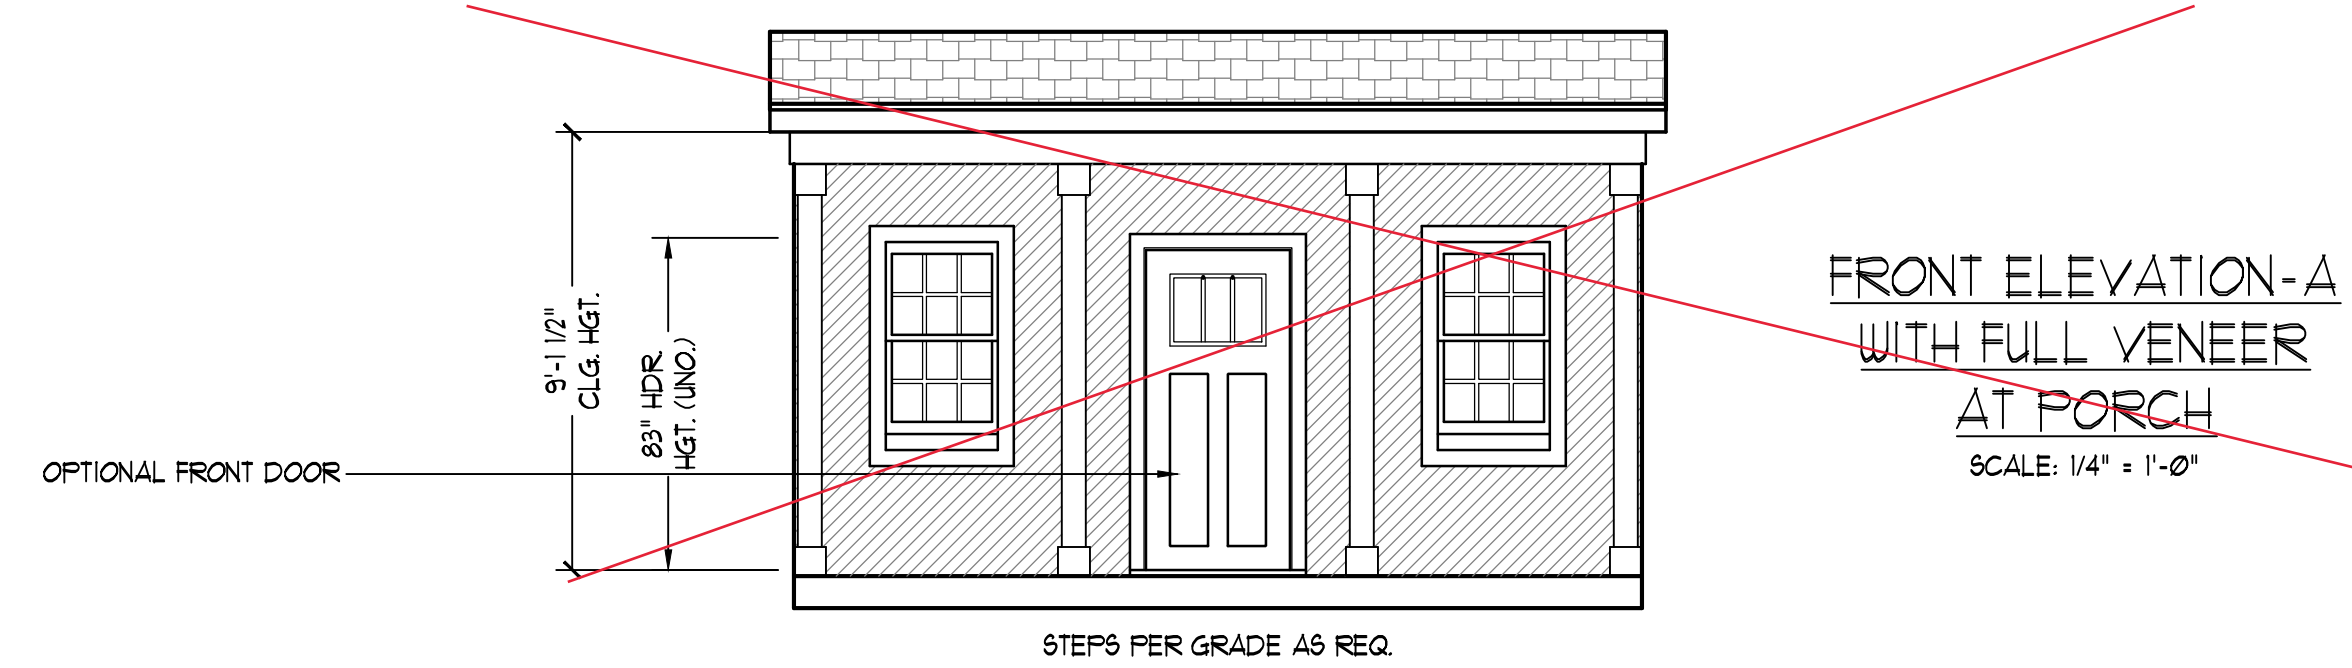 9'-1 1/2"
CLG. HGT.
83" HDR.
HGT. (UNO.)
OPTIONAL FRONT DOOR
FRONT ELEVATION-A
WITH FULL VENEER
AT PORCH
SCALE: 1/4" = 1'-0"
STEPS PER GRADE AS REQ.